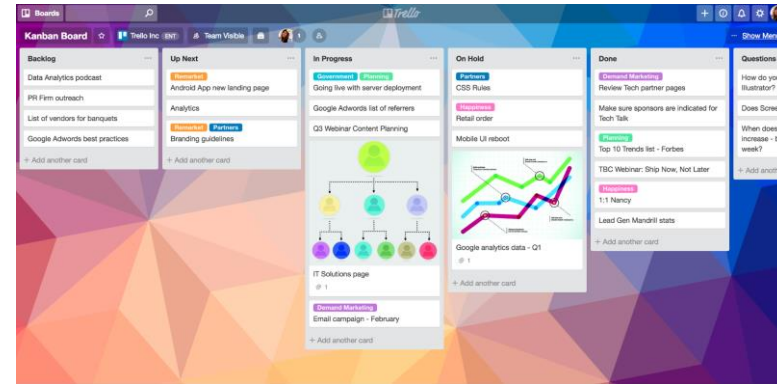 Boards
Trello
Kanban Board
Trello Inc ENT
Team Visible
1
Show Menu
Backlog
Data Analytics podcast
PR Firm outreach
List of vendors for banquets
Google Adwords best practices
+ Add another card
Up Next
Remarket
Android App new landing page
Analytics
Remarket Partners
Branding guidelines
+ Add another card
In Progress
Government Planning
Going live with server deployment
Google Adwords list of referrers
Q3 Webinar Content Planning
IT Solutions page
1
Demand Marketing
Email campaign - February
+ Add another card
On Hold
Partners
CSS Rules
Happiness
Retail order
Mobile UI reboot
Google analytics data - Q1
1
+ Add another card
Done
Demand Marketing
Review Tech partner pages
Make sure sponsors are indicated for
Tech Talk
Planning
Top 10 Trends list - Forbes
TBC Webinar: Ship Now, Not Later
Happiness
1:1 Nancy
Lead Gen Mandrill stats
+ Add another card
Questions
How do yo
Illustrator?
Does Scree
When does
increase - b
week?
+ Add anoth